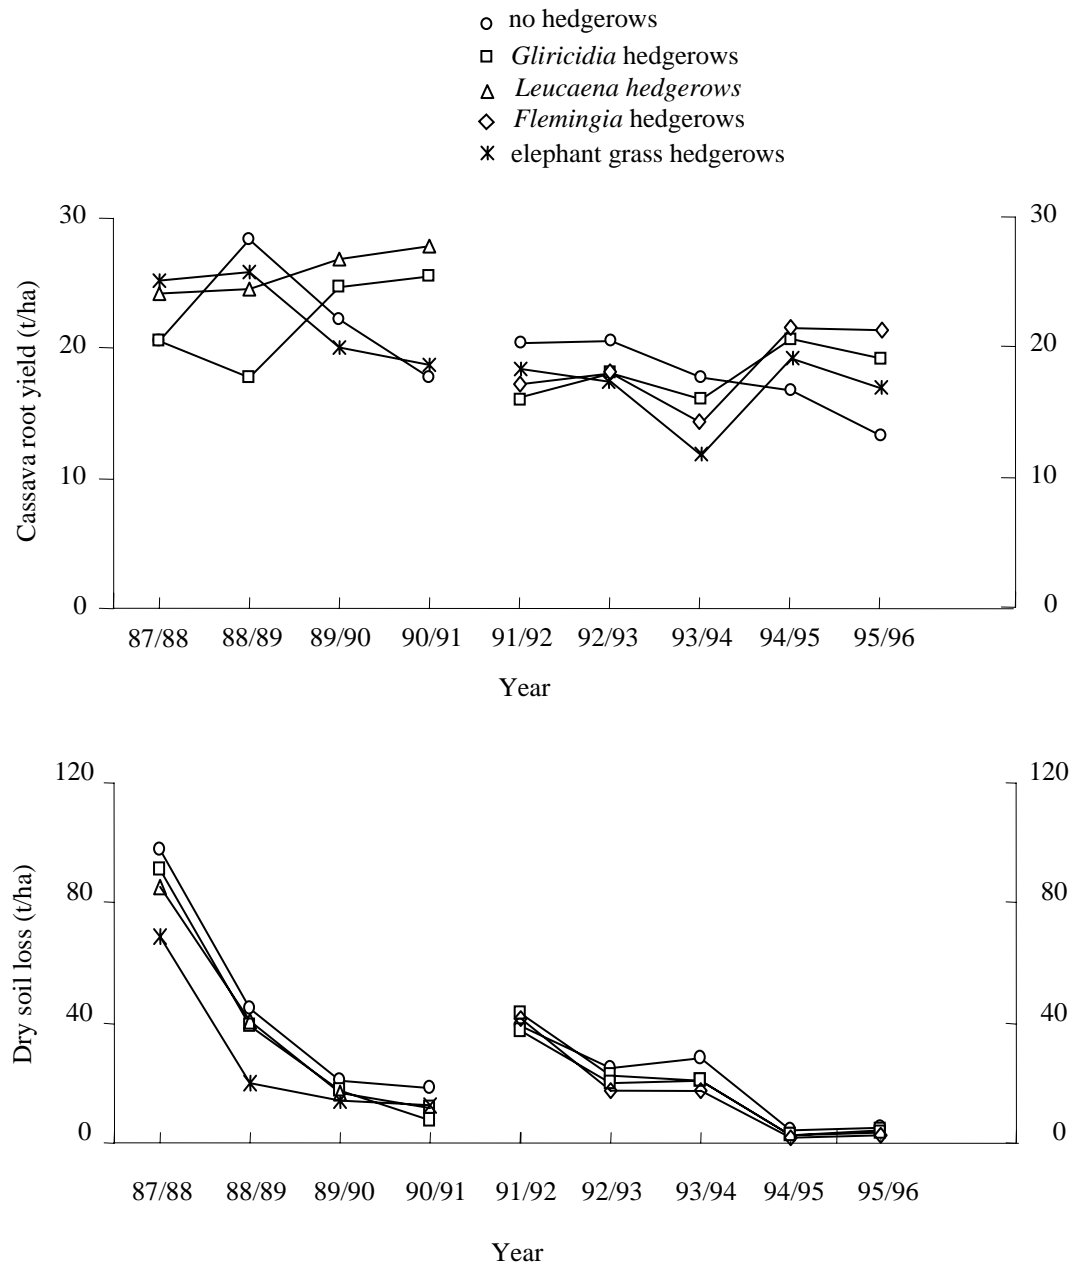 no hedgerows
Gliricidia hedgerows
Leucaena hedgerows
Flemingia hedgerows
elephant grass hedgerows
30 30
20 20
10 10
0 0
Cassava root yield (t/ha)
87/88 88/89 89/90 90/91 91/92 92/93 93/94 94/95 95/96
Year
120 120
80 80
40 40
0 0
Dry soil loss (t/ha)
87/88 88/89 89/90 90/91 91/92 92/93 93/94 94/95 95/96
Year